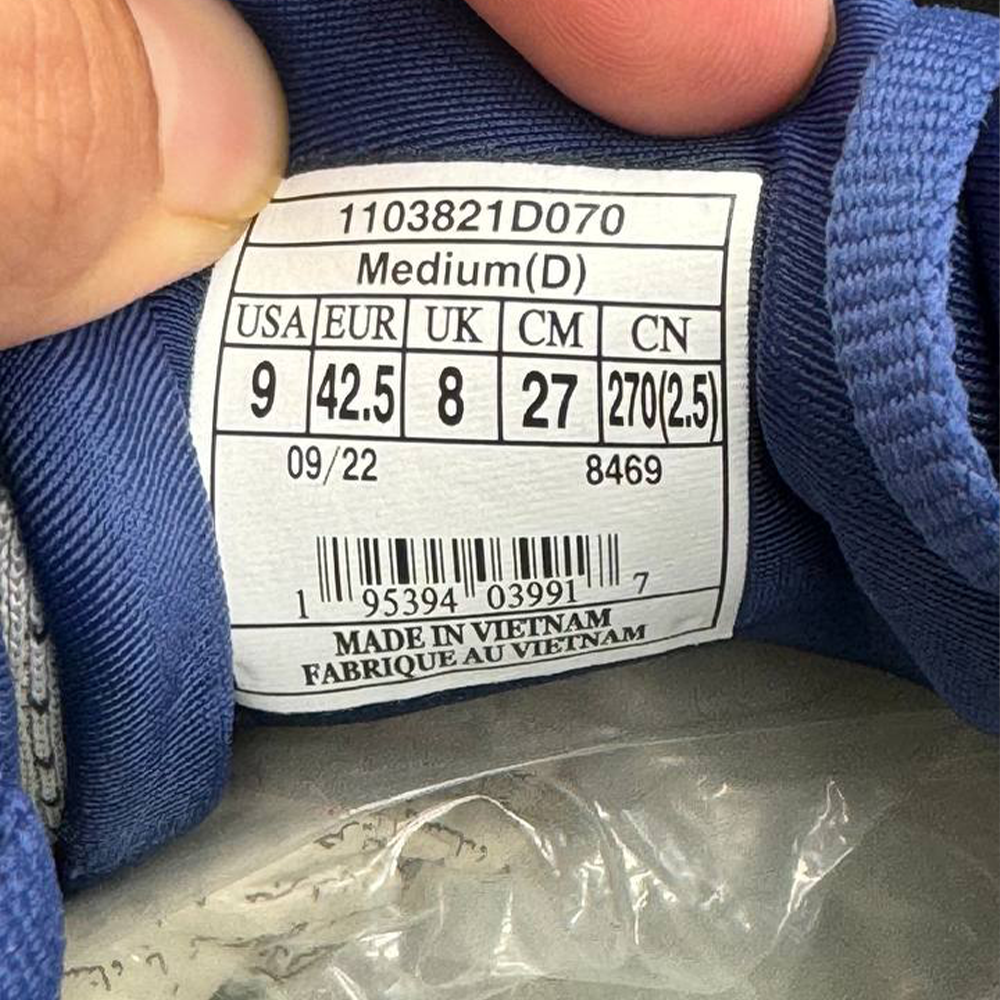 1103821D070
Medium(D)
USA EUR UK CM CN
9 42.5 8 27 270(2.5)
09/22 8469
1 95394 03991 7
MADE IN VIETNAM
FABRIQUE AU VIETNAM